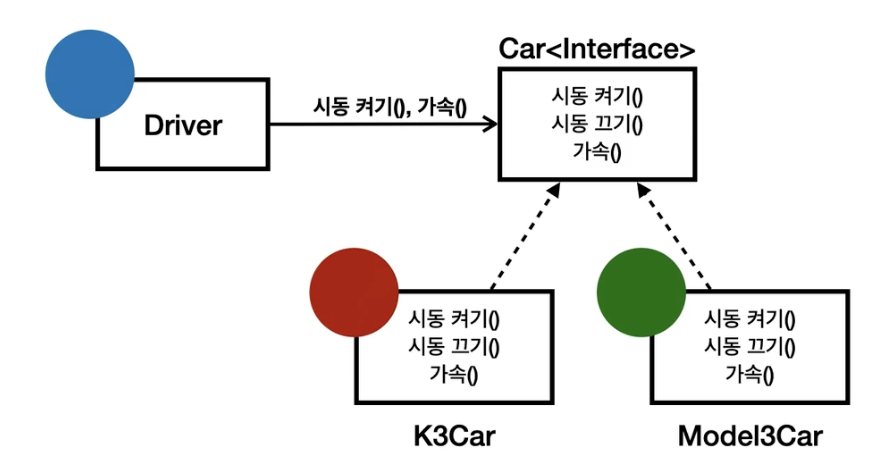 Car<Interface>
Driver
시동 켜기(), 가속()
시동 켜기()
시동 끄기()
가속()
시동 켜기()
시동 끄기()
가속()
K3Car
시동 켜기()
시동 끄기()
가속()
Model3Car